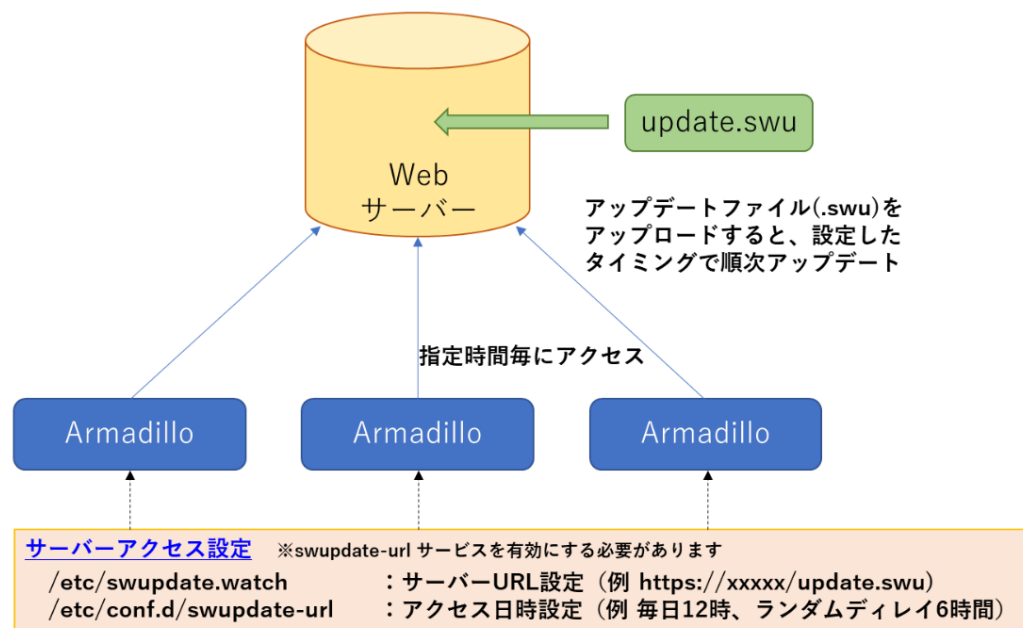 update.swu
Web
サーバー
アップデートファイル(.swu)を
アップロードすると、設定した
タイミングで順次アップデート
指定時間毎にアクセス
Armadillo
Armadillo
Armadillo
サーバーアクセス設定 ※swupdate-url サービスを有効にする必要があります
/etc/swupdate.watch ：サーバーURL設定（例 https://xxxxx/update.swu）
/etc/conf.d/swupdate-url ：アクセス日時設定（例 毎日12時、ランダムディレイ6時間）